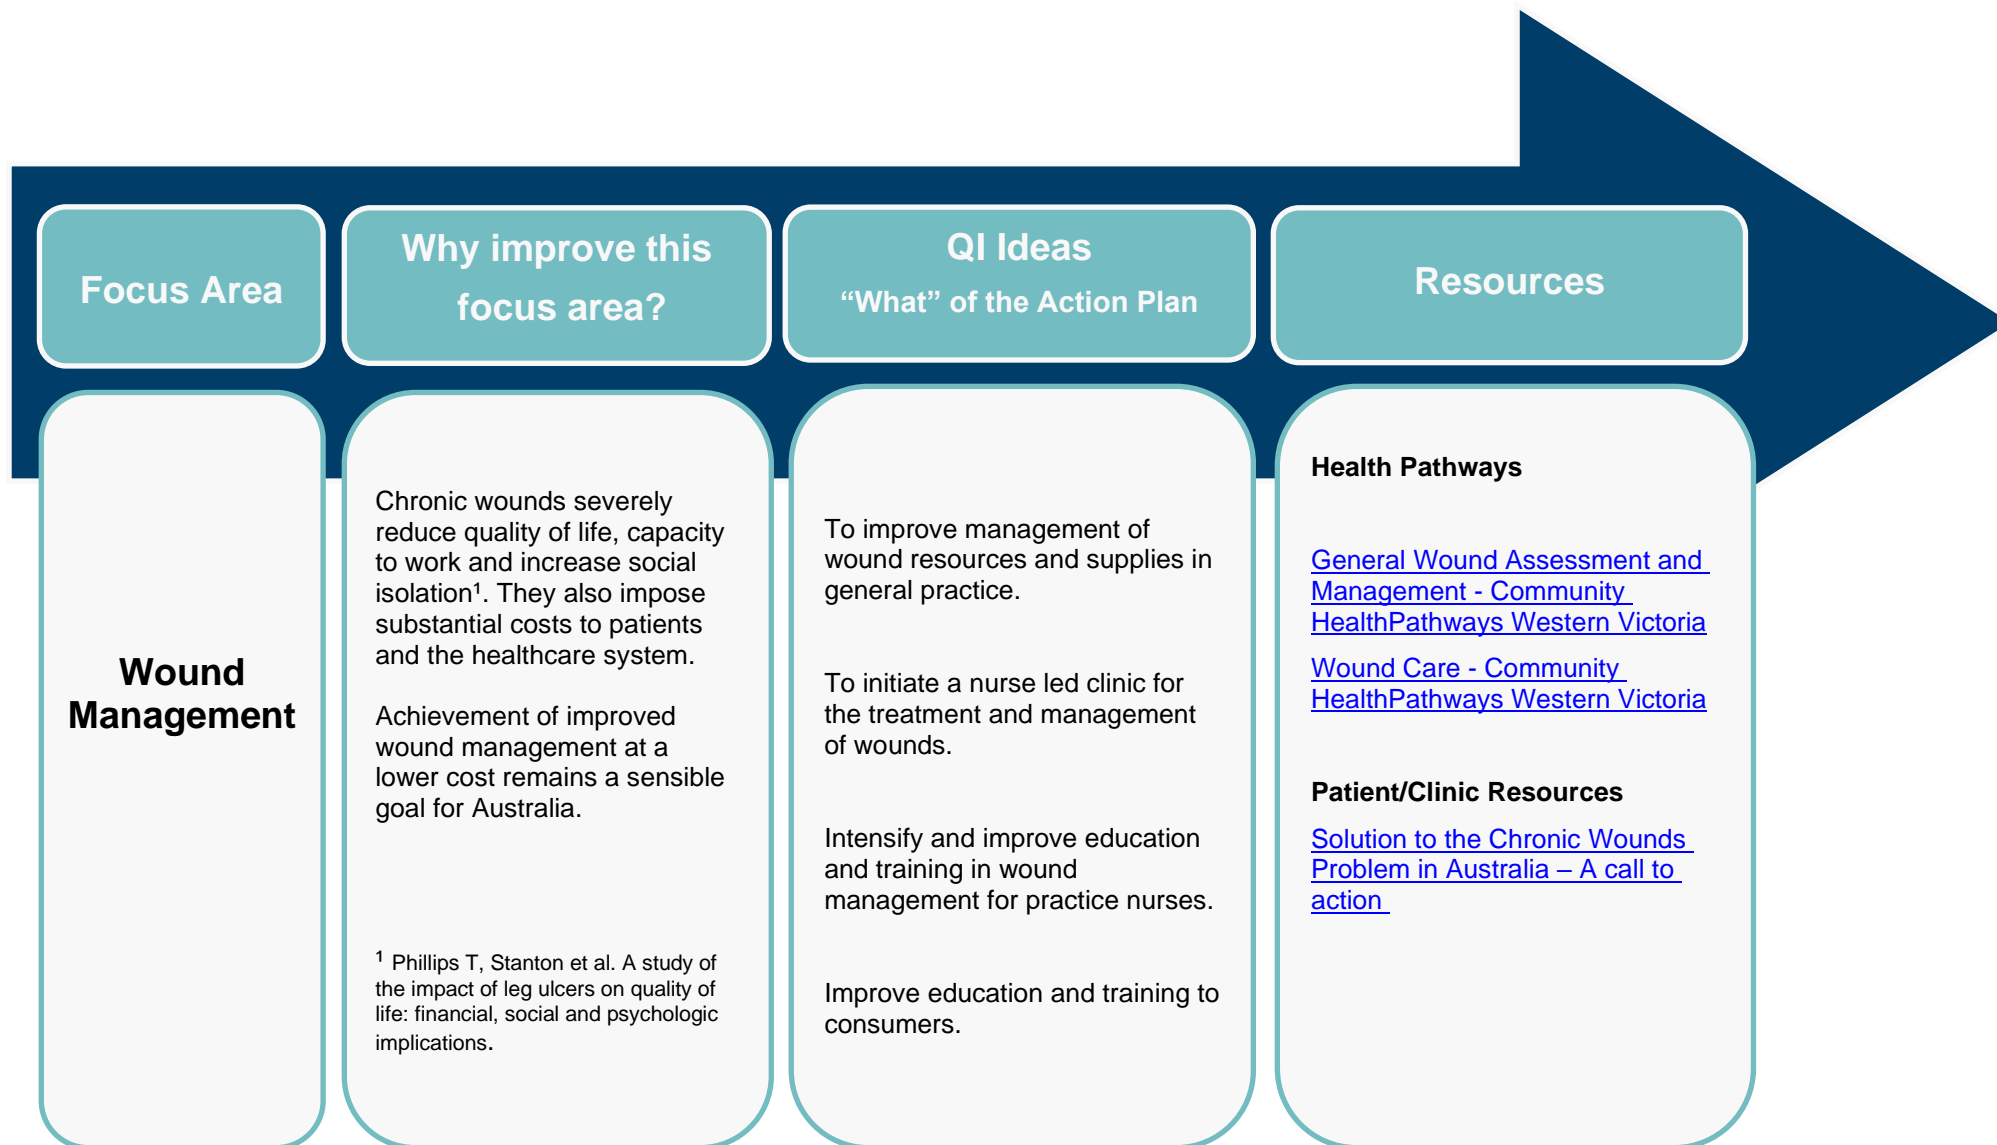 Focus Area
Why improve this
focus area?
QI Ideas
“What” of the Action Plan
Resources
Wound
Management
Chronic wounds severely
reduce quality of life, capacity
to work and increase social
isolation¹. They also impose
substantial costs to patients
and the healthcare system.
Achievement of improved
wound management at a
lower cost remains a sensible
goal for Australia.
¹ Phillips T, Stanton et al. A study of
the impact of leg ulcers on quality of
life: financial, social and psychologic
implications.
To improve management of
wound resources and supplies in
general practice.
To initiate a nurse led clinic for
the treatment and management
of wounds.
Intensify and improve education
and training in wound
management for practice nurses.
Improve education and training to
consumers.
Health Pathways
General Wound Assessment and
Management - Community
HealthPathways Western Victoria
Wound Care - Community
HealthPathways Western Victoria
Patient/Clinic Resources
Solution to the Chronic Wounds
Problem in Australia – A call to
action